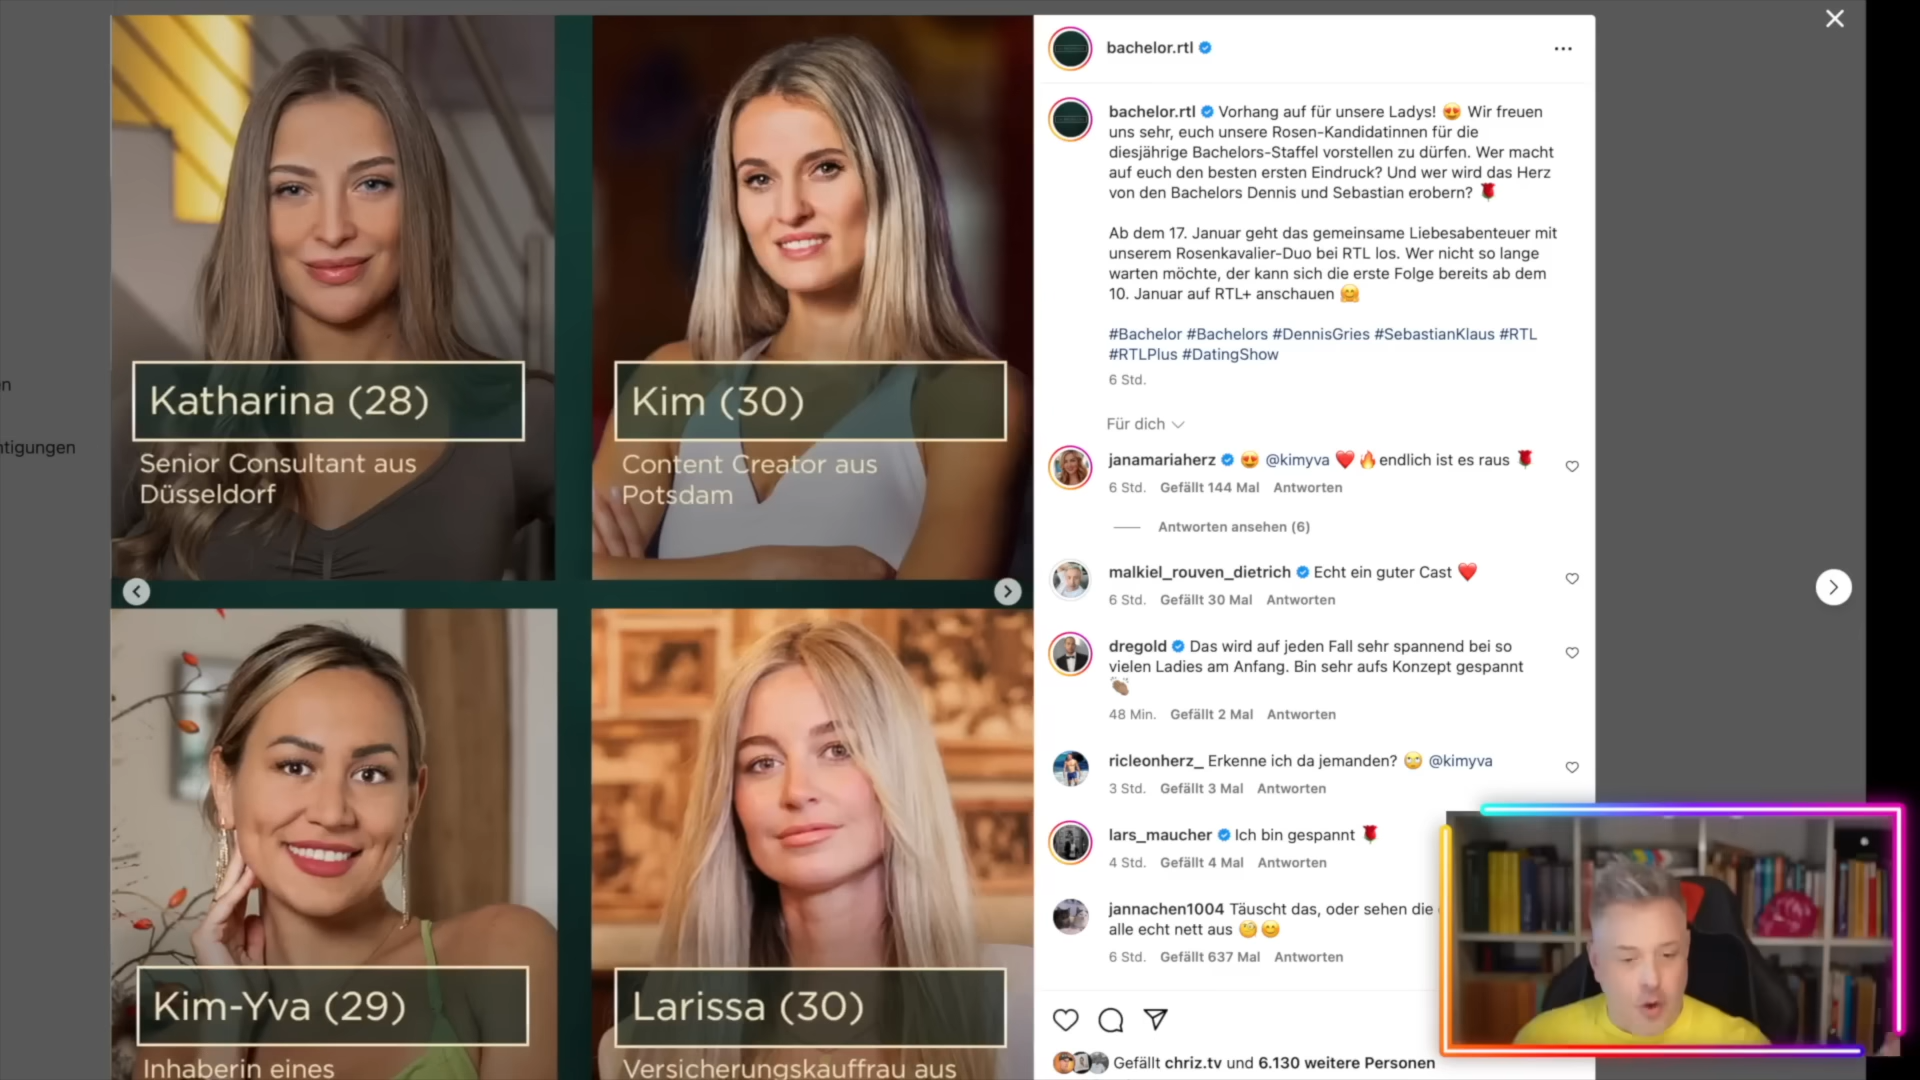 en
ntigungen
Katharina (28)
Senior Consultant aus
Düsseldorf
Kim (30)
Content Creator aus
Potsdam
Kim-Yva (29)
Inhaberin eines
Larissa (30)
Versicherungskauffrau aus
bachelor.rtl
bachelor.rtl Vorhang auf für unsere Ladys! 😍 Wir freuen
uns sehr, euch unsere Rosen-Kandidatinnen für die
diesjährige Bachelors-Staffel vorstellen zu dürfen. Wer macht
auf euch den besten ersten Eindruck? Und wer wird das Herz
von den Bachelors Dennis und Sebastian erobern? 🌹
Ab dem 17. Januar geht das gemeinsame Liebesabenteuer mit
unserem Rosenkavalier-Duo bei RTL los. Wer nicht so lange
warten möchte, der kann sich die erste Folge bereits ab dem
10. Januar auf RTL+ anschauen 🤗
#Bachelor #Bachelors #DennisGries #SebastianKlaus #RTL
#RTLPlus #DatingShow
6 Std.
Für dich
janamariaherz 😍 @kimyva ❤️🔥endlich ist es raus 🌹
6 Std. Gefällt 144 Mal Antworten
Antworten ansehen (6)
malkiel_rouven_dietrich Echt ein guter Cast ❤️
6 Std. Gefällt 30 Mal Antworten
dregold Das wird auf jeden Fall sehr spannend bei so
vielen Ladies am Anfang. Bin sehr aufs Konzept gespannt
👏🏽
48 Min. Gefällt 2 Mal Antworten
ricleonherz_ Erkenne ich da jemanden? 🙄 @kimyva
3 Std. Gefällt 3 Mal Antworten
lars_maucher Ich bin gespannt 🌹
4 Std. Gefällt 4 Mal Antworten
jannachen1004 Täuscht das, oder sehen die
alle echt nett aus 🧐😊
6 Std. Gefällt 637 Mal Antworten
Gefällt chriz.tv und 6.130 weitere Personen